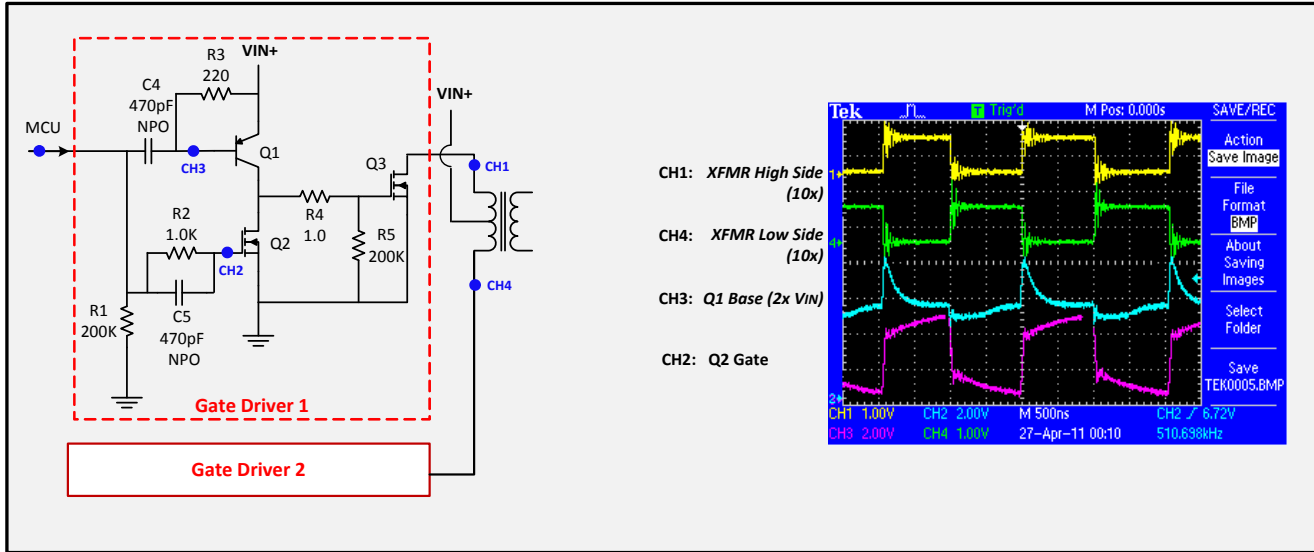 VIN+
R3
220
C4
470pF
NPO
VIN+
MCU
CH3
Q1
Q3
CH1
R2
1.0K
CH2
Q2
R4
1.0
R5
200K
R1
200K
C5
470pF
NPO
CH4
Gate Driver 1
Gate Driver 2
CH1: XFMR High Side
(10x)
CH4: XFMR Low Side
(10x)
CH3: Q1 Base (2x VIN)
CH2: Q2 Gate
Tek T Trig'd M Pos: 0.000s SAVE/REC
Action
Save Image
File
Format
BMP
About
Saving
Images
Select
Folder
Save
TEK0005.BMP
1
4
2
CH1 1.00V CH2 2.00V M 500ns CH2 6.72V
CH3 2.00V CH4 1.00V 27-Apr-11 00:10 510.698kHz